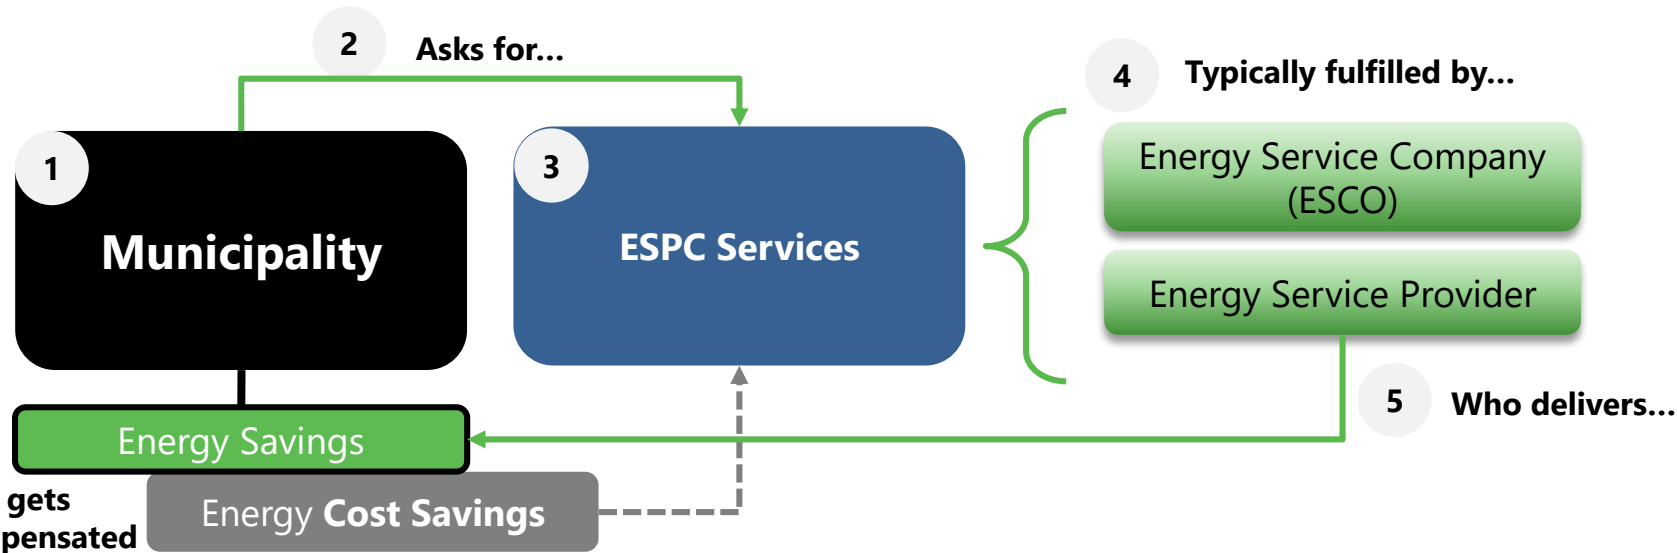 2
Asks for...
4
Typically fulfilled by...
1
Municipality
3
ESPC Services
Energy Service Company
(ESCO)
Energy Service Provider
5
Who delivers...
Energy Savings
gets
pensated
Energy Cost Savings